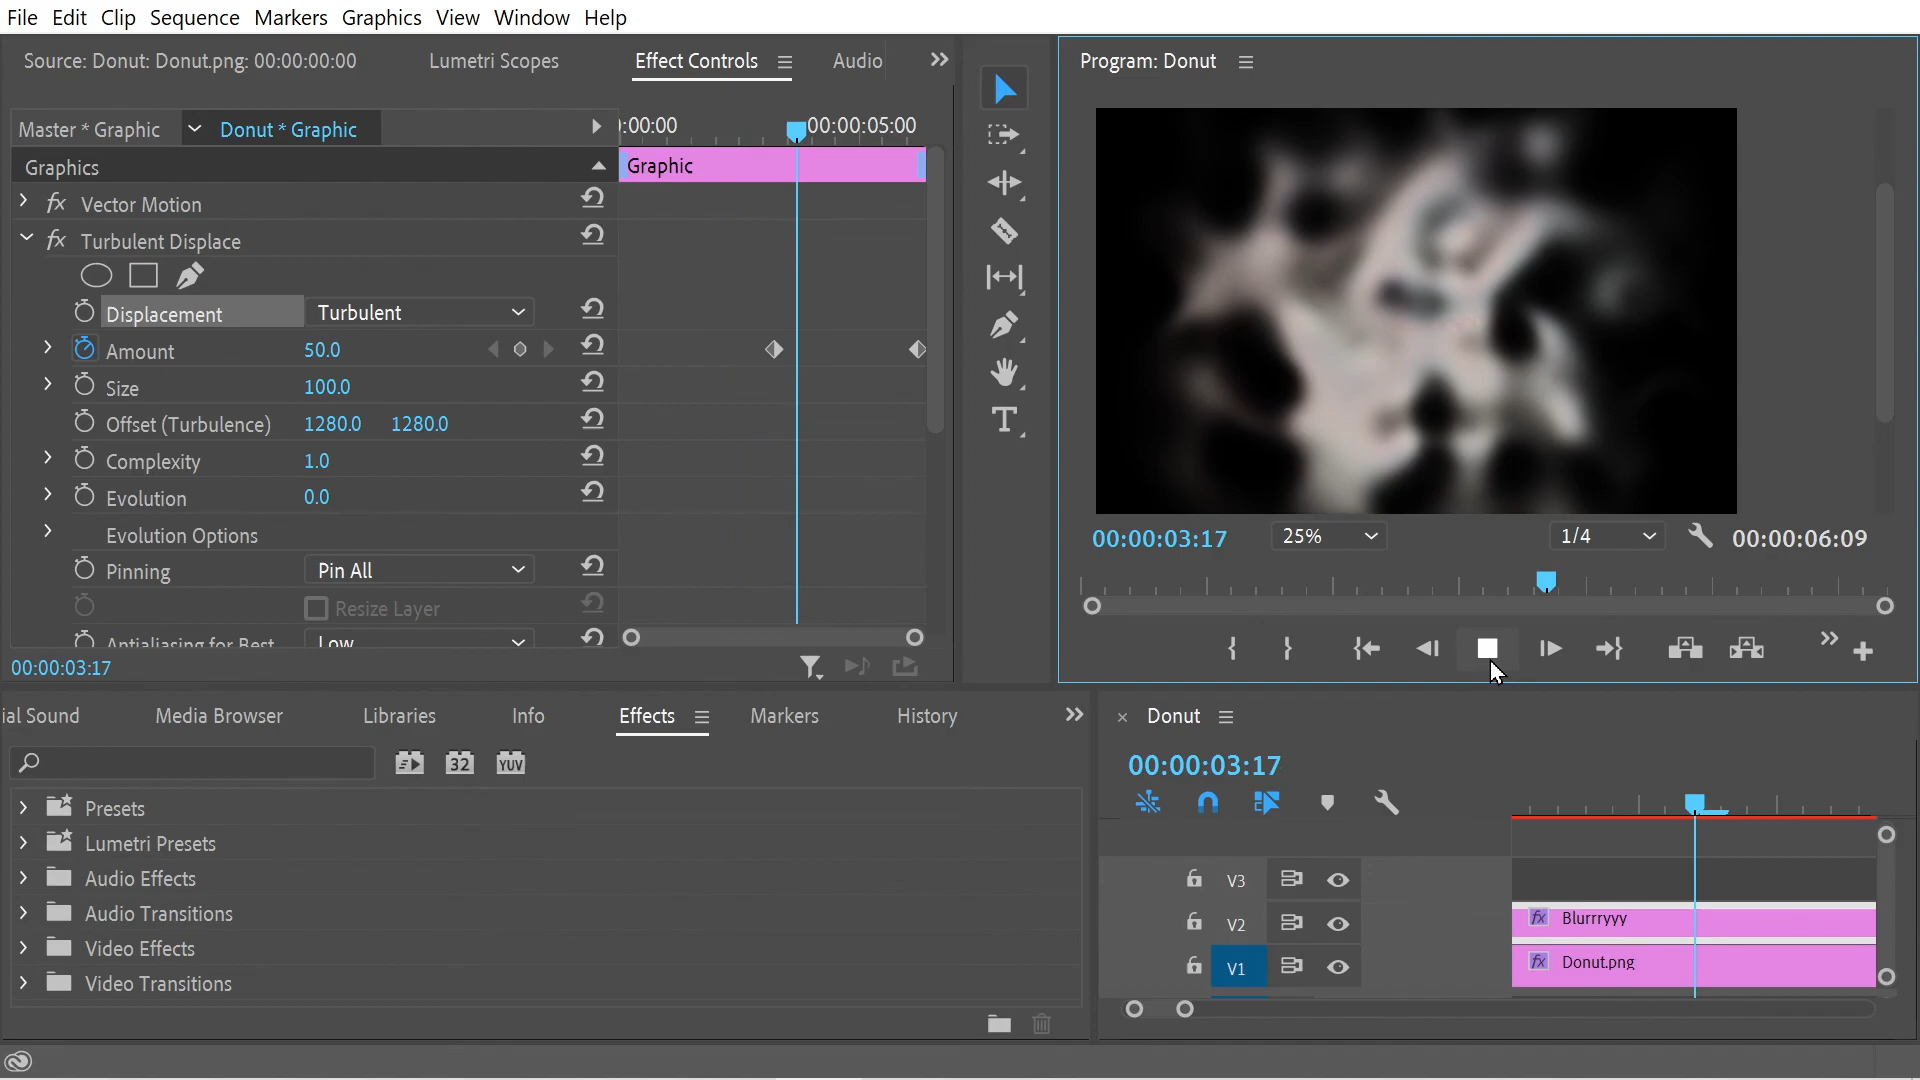 File Edit Clip Sequence Markers Graphics View Window Help
Source: Donut: Donut.png: 00:00:00:00 Lumetri Scopes Effect Controls Audio
Program: Donut
Master * Graphic Donut * Graphic
:00:00 00:00:05:00
Graphics
Graphic
Vector Motion
Turbulent Displace
Displacement Turbulent
Amount 50.0
Size 100.0
Offset (Turbulence) 1280.0 1280.0
Complexity 1.0
Evolution 0.0
Evolution Options
Pinning Pin All
Resize Layer
Antialiasing for Best Low
00:00:03:17
00:00:03:17 25% 1/4 00:00:06:09
ial Sound Media Browser Libraries Info Effects Markers History
32 YUV
Presets
Lumetri Presets
Audio Effects
Audio Transitions
Video Effects
Video Transitions
Donut
00:00:03:17
V3
V2 fx Blurrryyy
V1 fx Donut.png